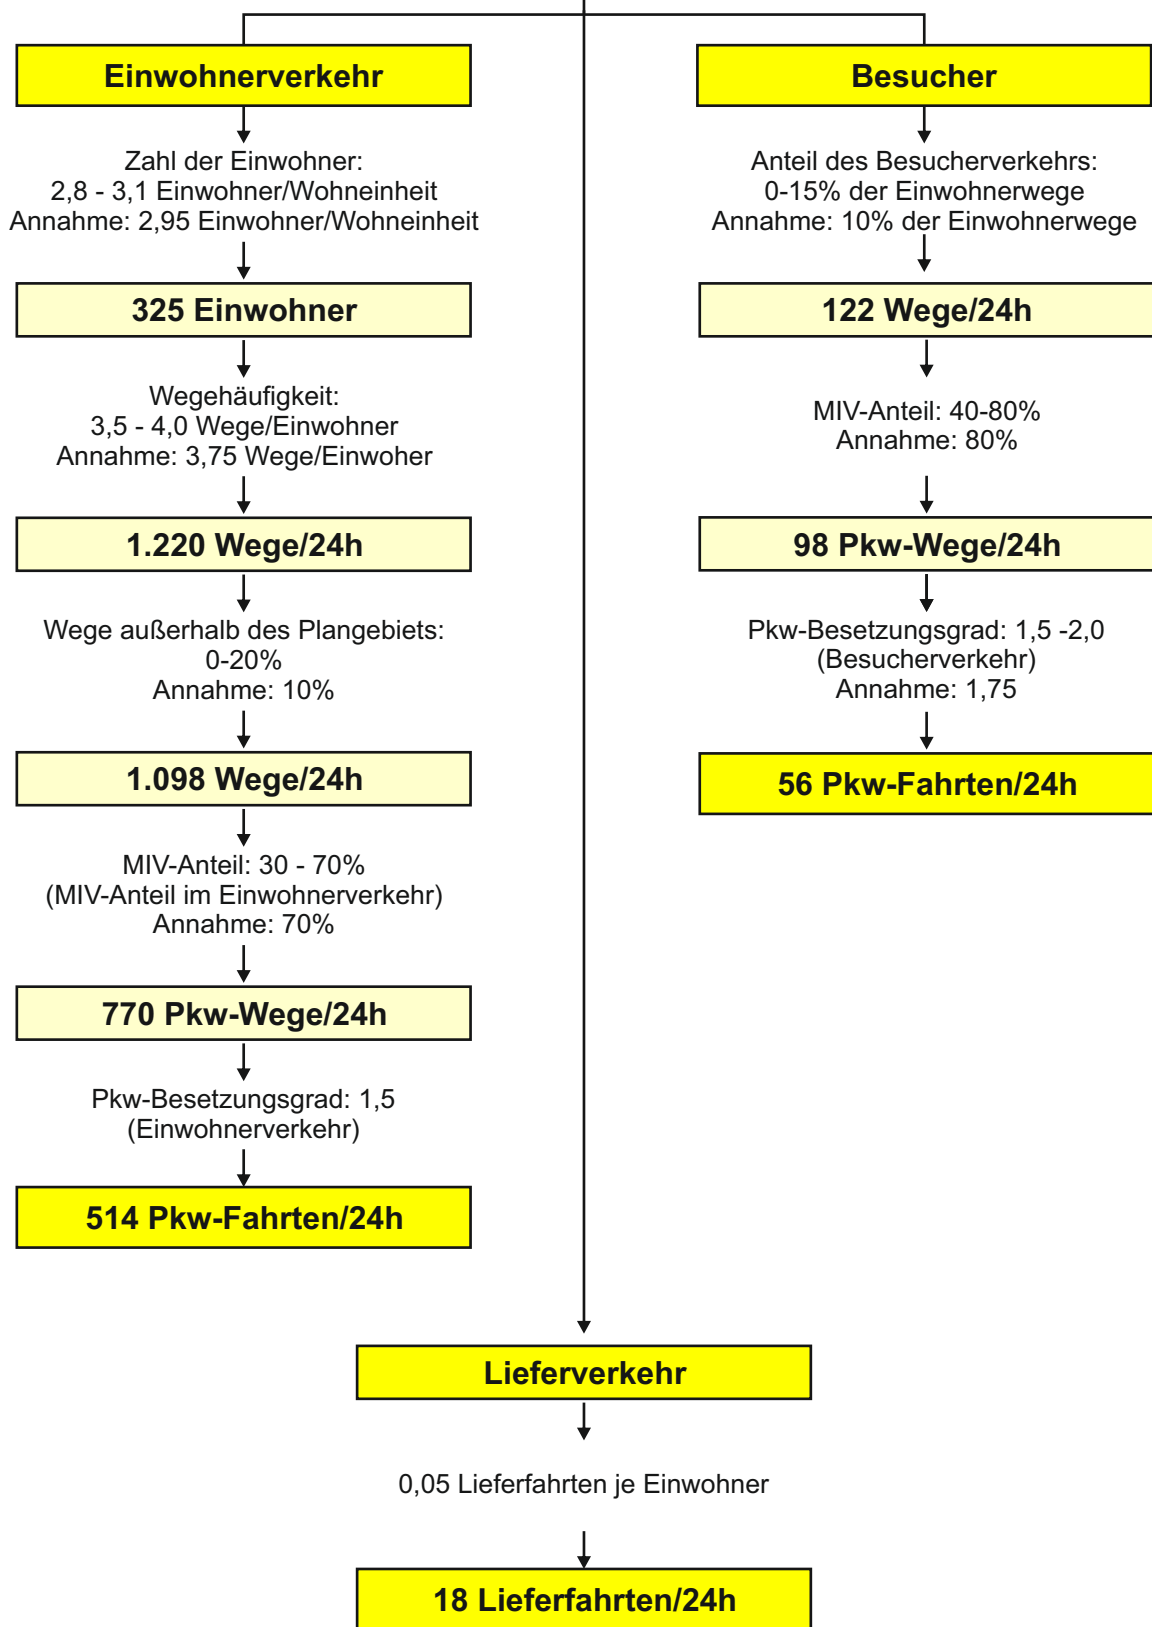 Einwohnerverkehr
Zahl der Einwohner:
2,8 - 3,1 Einwohner/Wohneinheit
Annahme: 2,95 Einwohner/Wohneinheit
325 Einwohner
Wegehäufigkeit:
3,5 - 4,0 Wege/Einwohner
Annahme: 3,75 Wege/Einwoher
1.220 Wege/24h
Wege außerhalb des Plangebiets:
0-20%
Annahme: 10%
1.098 Wege/24h
MIV-Anteil: 30 - 70%
(MIV-Anteil im Einwohnerverkehr)
Annahme: 70%
770 Pkw-Wege/24h
Pkw-Besetzungsgrad: 1,5
(Einwohnerverkehr)
514 Pkw-Fahrten/24h
Besucher
Anteil des Besucherverkehrs:
0-15% der Einwohnerwege
Annahme: 10% der Einwohnerwege
122 Wege/24h
MIV-Anteil: 40-80%
Annahme: 80%
98 Pkw-Wege/24h
Pkw-Besetzungsgrad: 1,5 -2,0
(Besucherverkehr)
Annahme: 1,75
56 Pkw-Fahrten/24h
Lieferverkehr
0,05 Lieferfahrten je Einwohner
18 Lieferfahrten/24h